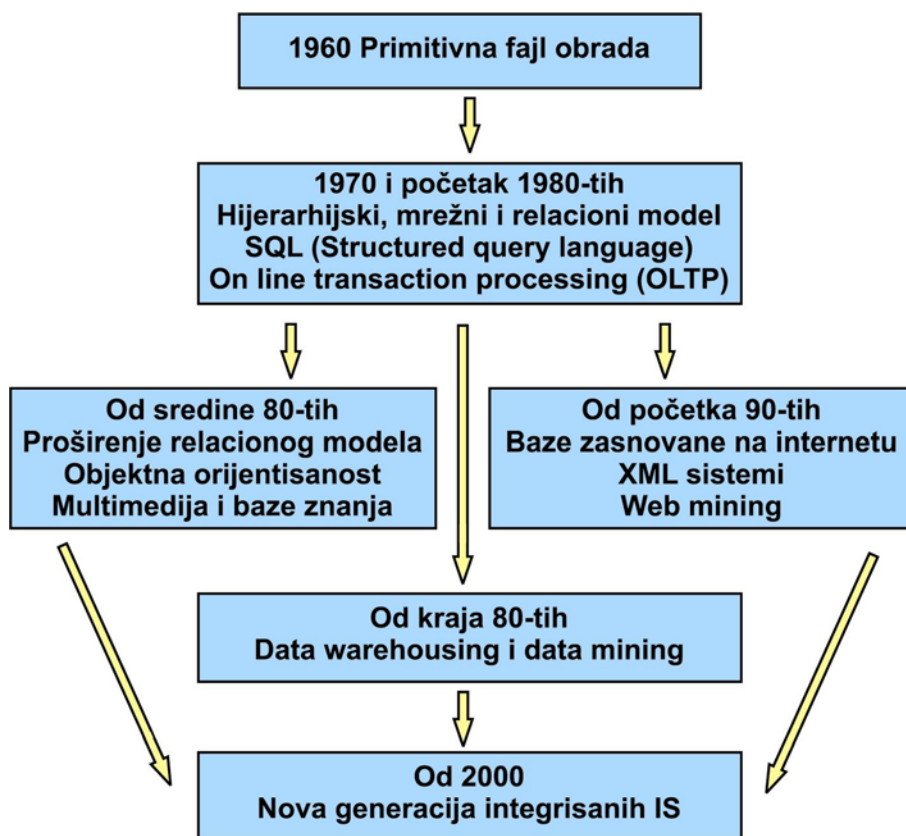 1960 Primitivna fajl obrada
1970 i početak 1980-tih
Hijerarhijski, mrežni i relacioni model
SQL (Structured query language)
On line transaction processing (OLTP)
Od sredine 80-tih
Proširenje relacionog modela
Objektna orijentisanost
Multimedija i baze znanja
Od početka 90-tih
Baze zasnovane na internetu
XML sistemi
Web mining
Od kraja 80-tih
Data warehousing i data mining
Od 2000
Nova generacija integrisanih IS